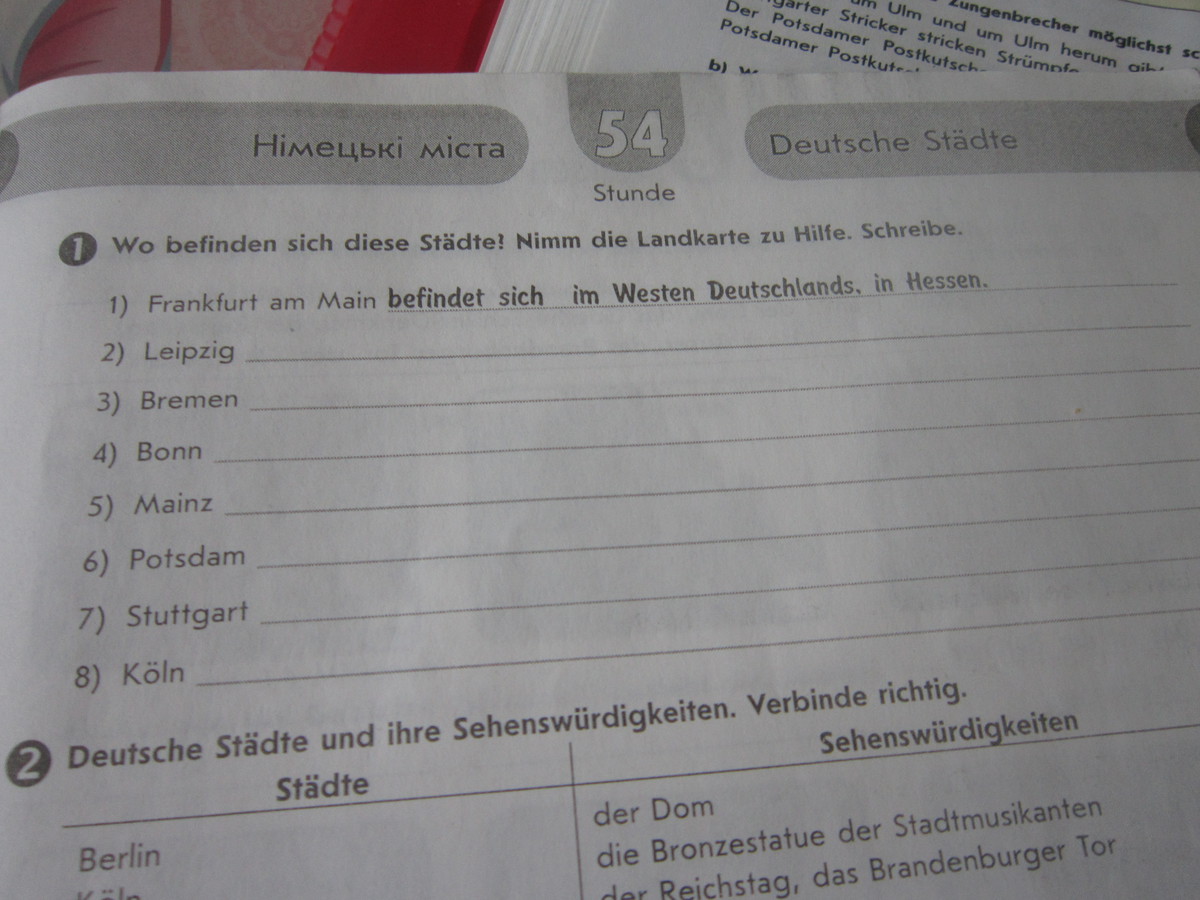 Zungenbrecher möglichst
um Ulm und um Ulm herum
Stricker stricken Strümpfe
Der Potsdamer Postkutsch
Potsdamer
b)
Німецькі міста
54
Stunde
Deutsche Städte
1 Wo befinden sich diese Städte? Nimm die Landkarte zu Hilfe. Schreibe.
1) Frankfurt am Main befindet sich im Westen Deutschlands, in Hessen.
2) Leipzig
3) Bremen
4) Bonn
5) Mainz
6) Potsdam
7) Stuttgart
8) Köln
2 Deutsche Städte und ihre Sehenswürdigkeiten. Verbinde richtig.
Städte
Sehenswürdigkeiten
der Dom
Berlin
die Bronzestatue der Stadtmusikanten
Köln
der Reichstag, das Brandenburger Tor